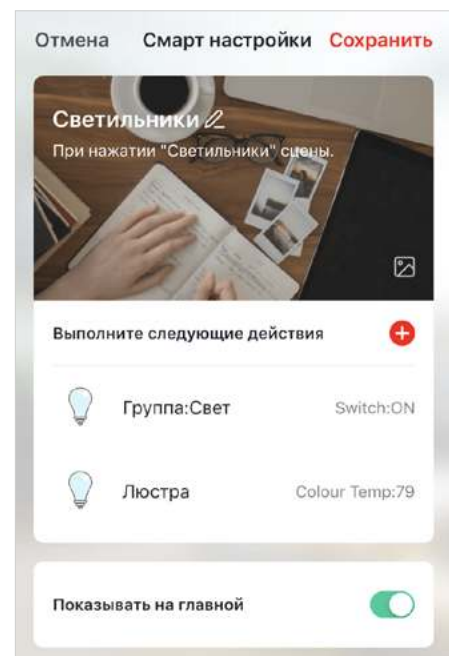 Отмена Смарт настройки Сохранить
Светильники
При нажатии "Светильники" сцены.
Выполните следующие действия
Группа:Свет Switch:ON
Люстра Colour Temp:79
Показывать на главной